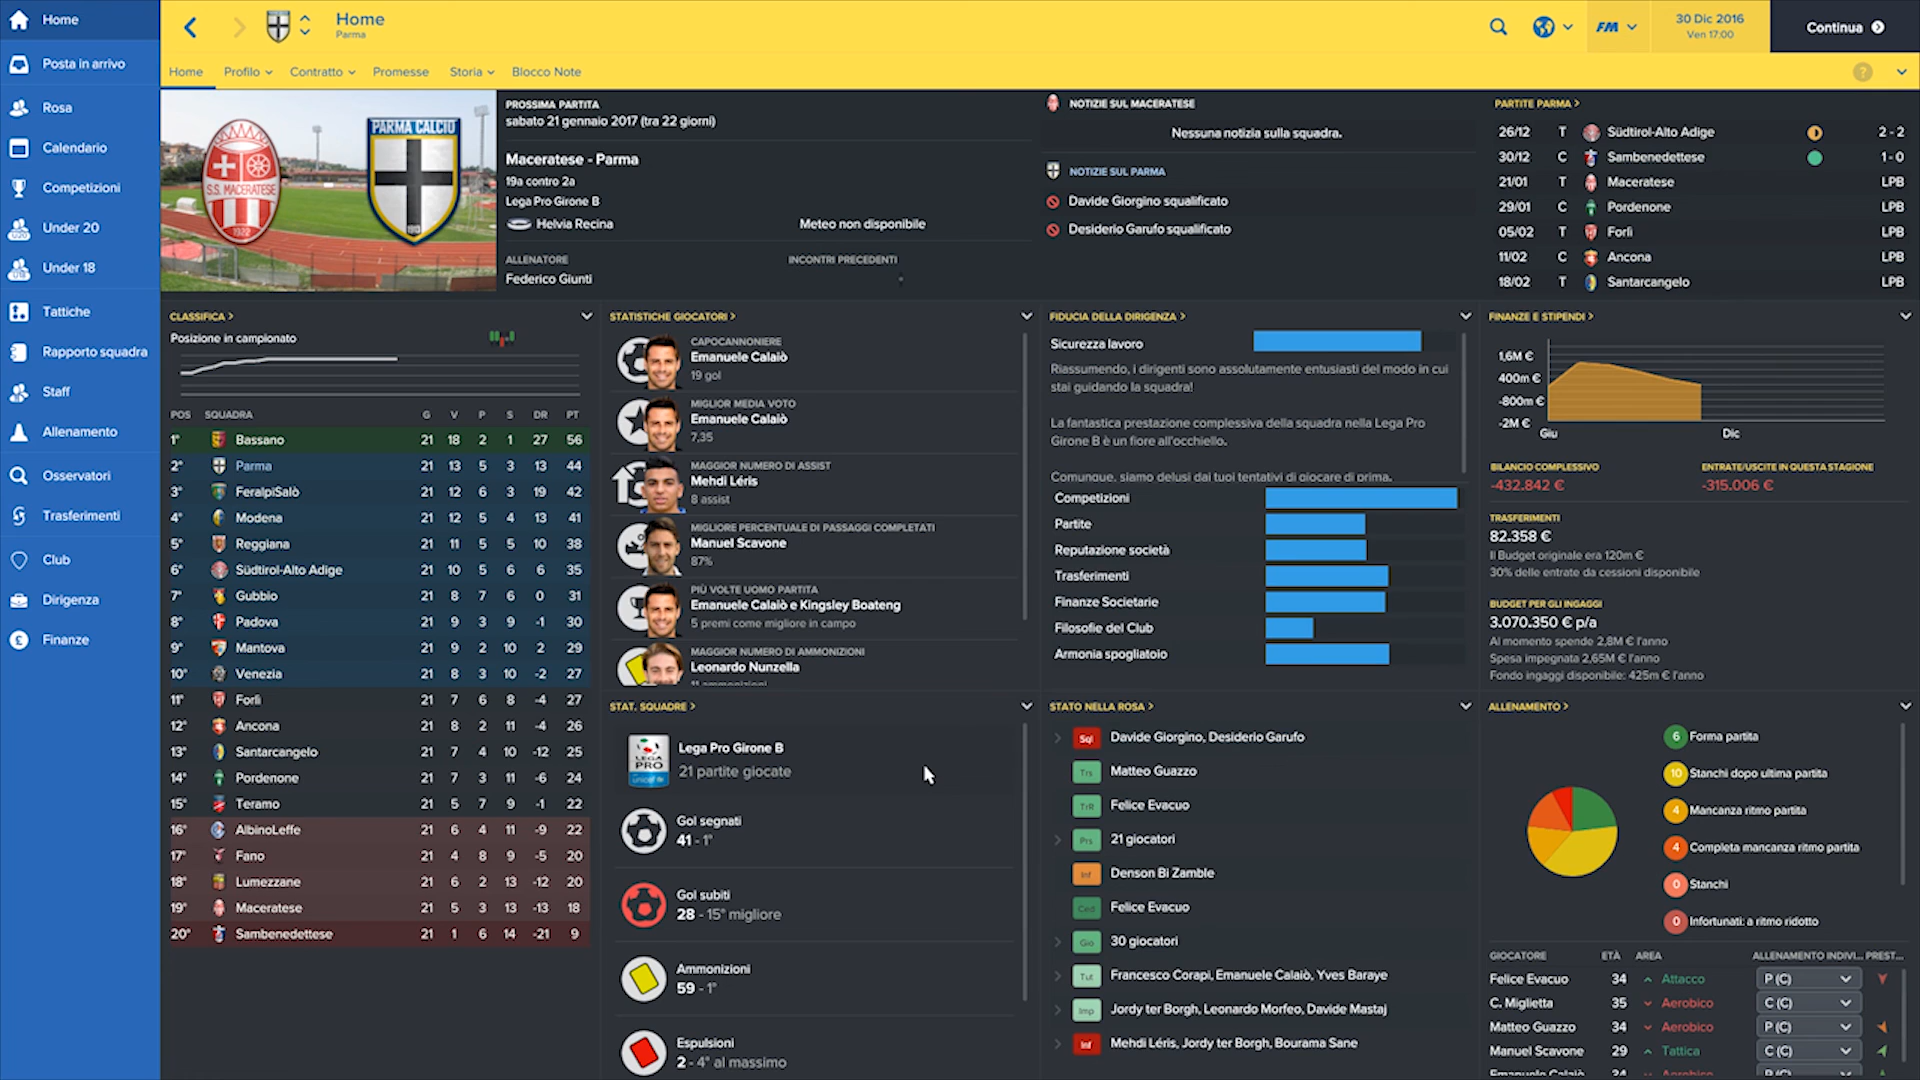 Home
Posta in arrivo
Rosa
Calendario
Competizioni
Under 20
Under 18
Tattiche
Rapporto squadra
Staff
Allenamento
Osservatori
Trasferimenti
Club
Dirigenza
Finanze
Home
Parma
FM
30 Dic 2016
Ven 17:00
Continua
Home Profilo Contratto Promesse Storia Blocco Note
?
S.S. MACERATESE
1922
PARMA CALCIO
1913
PROSSIMA PARTITA
sabato 21 gennaio 2017 (tra 22 giorni)
Maceratese - Parma
19a contro 2a
Lega Pro Girone B
Helvia Recina Meteo non disponibile
ALLENATORE INCONTRI PRECEDENTI
Federico Giunti
NOTIZIE SUL MACERATESE
Nessuna notizia sulla squadra.
NOTIZIE SUL PARMA
Davide Giorgino squalificato
Desiderio Garufo squalificato
PARTITE PARMA >
26/12 T Südtirol-Alto Adige 2 - 2
30/12 C Sambenedettese 1 - 0
21/01 T Maceratese LPB
29/01 C Pordenone LPB
05/02 T Forlì LPB
11/02 C Ancona LPB
18/02 T Santarcangelo LPB
CLASSIFICA >
Posizione in campionato
POS SQUADRA G V P S DR PT
1° Bassano 21 18 2 1 27 56
2° Parma 21 13 5 3 13 44
3° FeralpiSalò 21 12 6 3 19 42
4° Modena 21 12 5 4 13 41
5° Reggiana 21 11 5 5 10 38
6° Südtirol-Alto Adige 21 10 5 6 6 35
7° Gubbio 21 8 7 6 0 31
8° Padova 21 9 3 9 -1 30
9° Mantova 21 9 2 10 2 29
10° Venezia 21 8 3 10 -2 27
11° Forlì 21 7 6 8 -4 27
12° Ancona 21 8 2 11 -4 26
13° Santarcangelo 21 7 4 10 -12 25
14° Pordenone 21 7 3 11 -6 24
15° Teramo 21 5 7 9 -1 22
16° AlbinoLeffe 21 6 4 11 -9 22
17° Fano 21 4 8 9 -5 20
18° Lumezzane 21 6 2 13 -12 20
19° Maceratese 21 5 3 13 -13 18
20° Sambenedettese 21 1 6 14 -21 9
STATISTICHE GIOCATORI >
CAPOCANNONIERE
Emanuele Calaiò
19 gol
MIGLIOR MEDIA VOTO
Emanuele Calaiò
7,35
MAGGIOR NUMERO DI ASSIST
Mehdi Léris
8 assist
MIGLIORE PERCENTUALE DI PASSAGGI COMPLETATI
Manuel Scavone
87%
PIÙ VOLTE UOMO PARTITA
Emanuele Calaiò e Kingsley Boateng
5 premi come migliore in campo
MAGGIOR NUMERO DI AMMONIZIONI
Leonardo Nunzella
11 ammonizioni
FIDUCIA DELLA DIRIGENZA >
Sicurezza lavoro
Riassumendo, i dirigenti sono assolutamente entusiasti del modo in cui
stai guidando la squadra!
La fantastica prestazione complessiva della squadra nella Lega Pro
Girone B è un fiore all'occhiello.
Comunque, siamo delusi dai tuoi tentativi di giocare di prima.
Competizioni
Partite
Reputazione società
Trasferimenti
Finanze Societarie
Filosofie del Club
Armonia spogliatoio
FINANZE E STIPENDI >
1,6M €
400m €
-800m €
-2M €
Giu Dic
BILANCIO COMPLESSIVO ENTRATE/USCITE IN QUESTA STAGIONE
-432.842 € -315.006 €
TRASFERIMENTI
82.358 €
Il Budget originale era 120m €
30% delle entrate da cessioni disponibile
BUDGET PER GLI INGAGGI
3.070.350 € p/a
Al momento spende 2,8M € l'anno
Spesa impegnata 2,65M € l'anno
Fondo ingaggi disponibile: 425m € l'anno
STAT. SQUADRE >
LEGA PRO
unicef
Lega Pro Girone B
21 partite giocate
Gol segnati
41 - 1°
Gol subiti
28 - 15° migliore
Ammonizioni
59 - 1°
Espulsioni
2 - 4° al massimo
STATO NELLA ROSA >
Sql Davide Giorgino, Desiderio Garufo
Trs Matteo Guazzo
TrR Felice Evacuo
Prs 21 giocatori
Inf Denson Bi Zamble
Ced Felice Evacuo
Gio 30 giocatori
Tut Francesco Corapi, Emanuele Calaiò, Yves Baraye
Imp Jordy ter Borgh, Leonardo Morfeo, Davide Mastaj
Inf Mehdi Léris, Jordy ter Borgh, Bourama Sane
ALLENAMENTO >
6 Forma partita
10 Stanchi dopo ultima partita
4 Mancanza ritmo partita
4 Completa mancanza ritmo partita
0 Stanchi
0 Infortunati: a ritmo ridotto
GIOCATORE ETÀ AREA ALLENAMENTO INDIVI... PREST...
Felice Evacuo 34 Attacco P (C)
C. Miglietta 35 Aerobico C (C)
Matteo Guazzo 34 Aerobico P (C)
Manuel Scavone 29 Tattica C (C)
Emanuele Calaiò 34 Aerobico P (C)